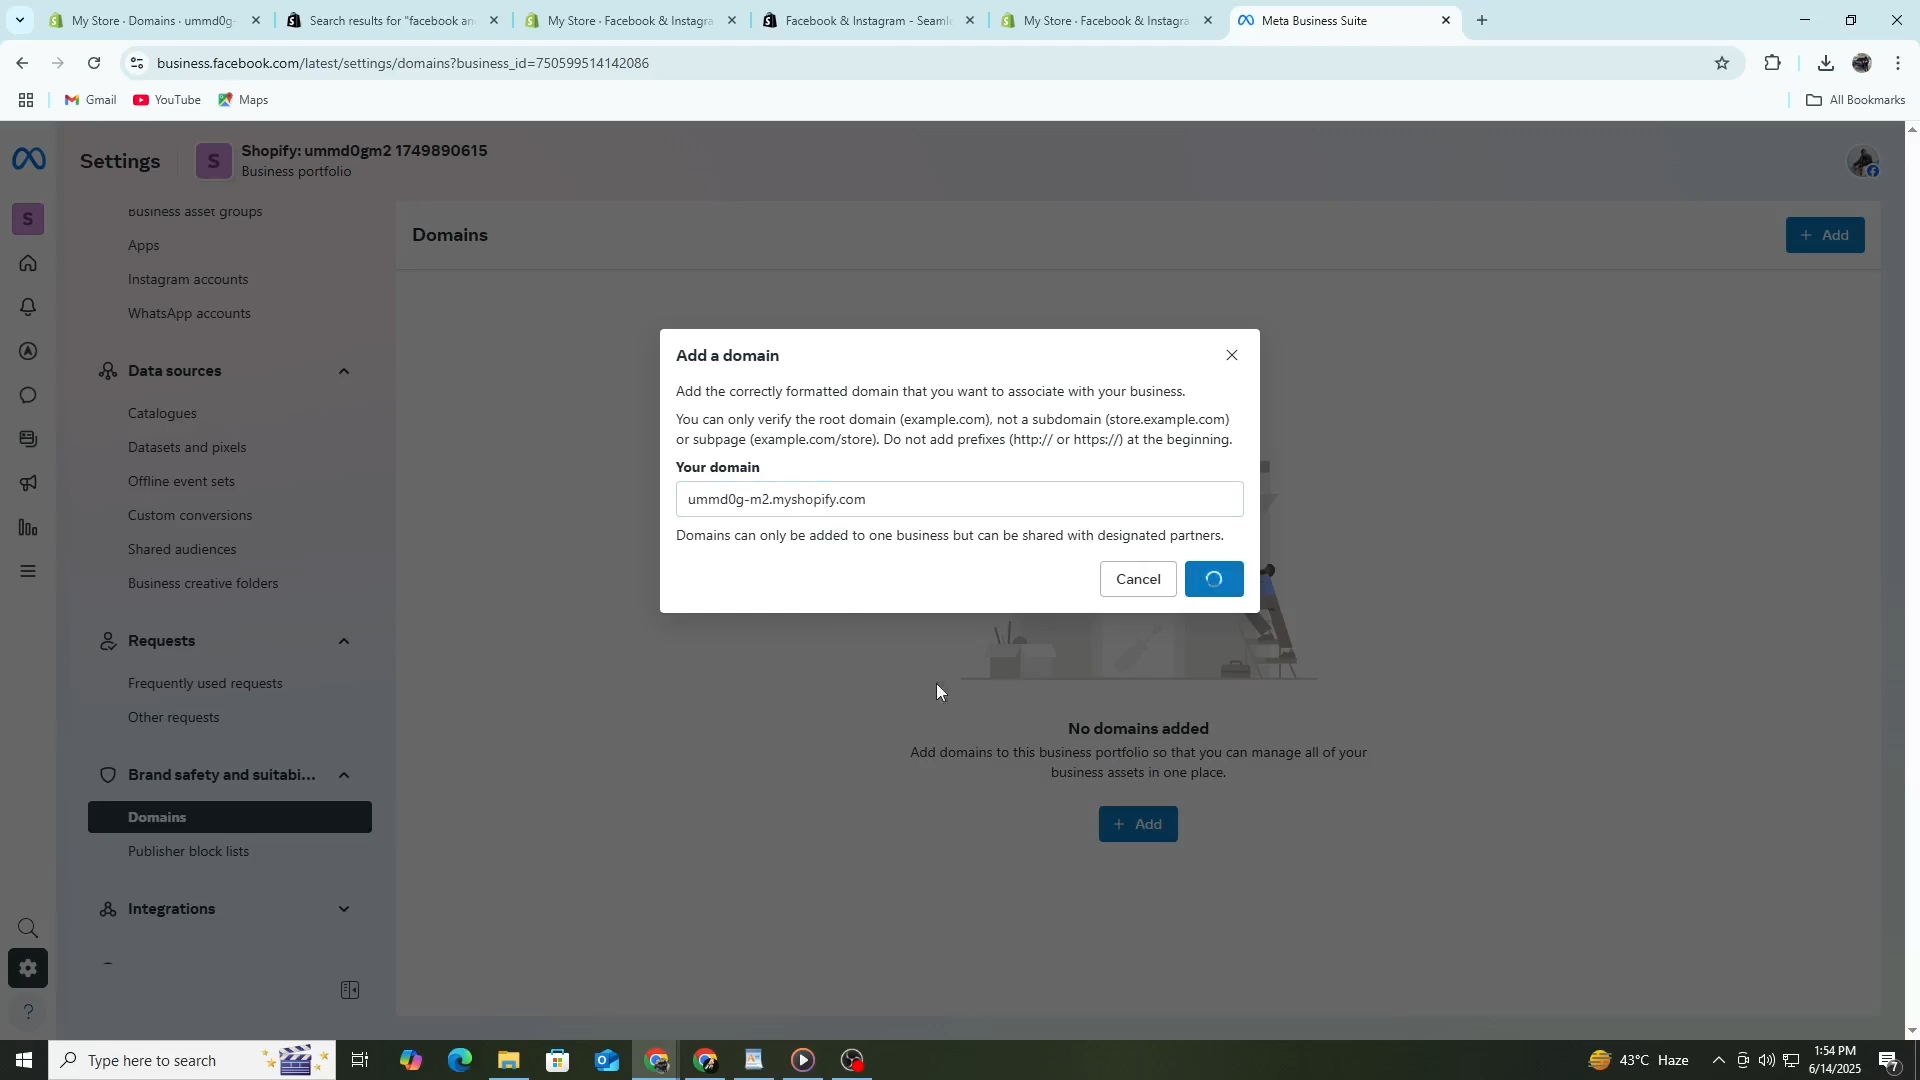 My Store · Domains · ummd0g-
Search results for "facebook an
My Store · Facebook & Instagra
Facebook & Instagram - Seaml
My Store · Facebook & Instagra
Meta Business Suite
business.facebook.com/latest/settings/domains?business_id=750599514142086
Gmail
YouTube
Maps
All Bookmarks
Settings
S
Shopify: ummd0gm2 1749890615
Business portfolio
S
Business asset groups
Apps
Instagram accounts
WhatsApp accounts
Data sources
Catalogues
Datasets and pixels
Offline event sets
Custom conversions
Shared audiences
Business creative folders
Requests
Frequently used requests
Other requests
Brand safety and suitabi...
Domains
Publisher block lists
Integrations
Domains
+ Add
Add a domain
Add the correctly formatted domain that you want to associate with your business.
You can only verify the root domain (example.com), not a subdomain (store.example.com)
or subpage (example.com/store). Do not add prefixes (http:// or https://) at the beginning.
Your domain
ummd0g-m2.myshopify.com
Domains can only be added to one business but can be shared with designated partners.
Cancel
No domains added
Add domains to this business portfolio so that you can manage all of your
business assets in one place.
+ Add
Type here to search
43°C Haze
1:54 PM
6/14/2025
7